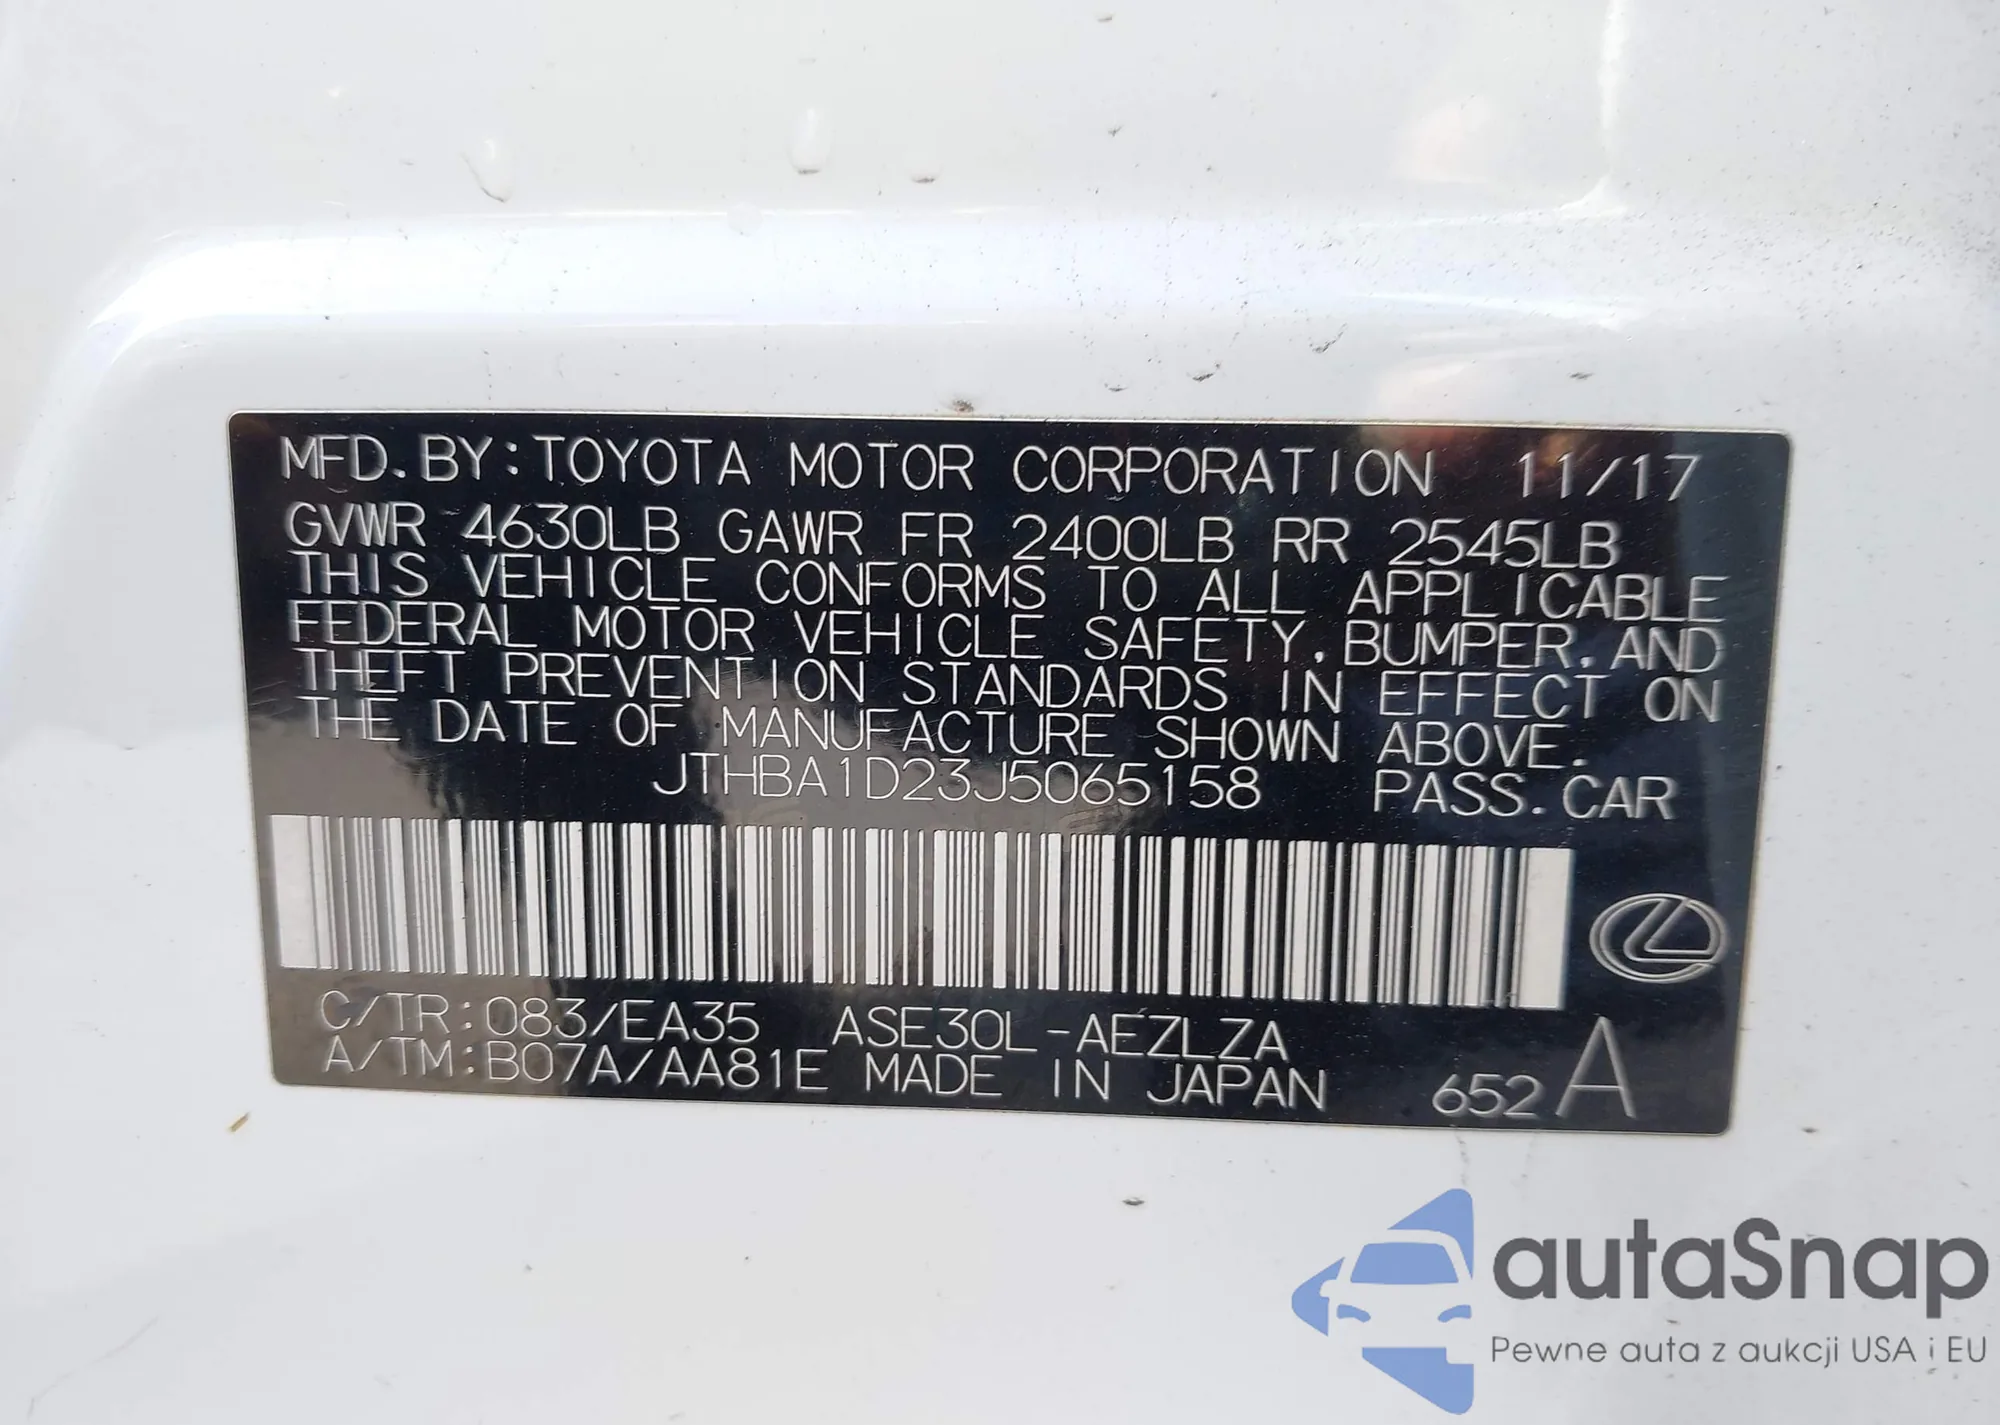 MFD. BY: TOYOTA MOTOR CORPORATION 11/17
GVWR 4630LB GAWR FR 2400LB RR 2545LB
THIS VEHICLE CONFORMS TO ALL APPLICABLE
FEDERAL MOTOR VEHICLE SAFETY, BUMPER, AND
THEFT PREVENTION STANDARDS IN EFFECT ON
THE DATE OF MANUFACTURE SHOWN ABOVE.
JTHBA1D23J5065158 PASS. CAR
C/TR: 083/EA35 ASE30L-AEZLZA
A/TM: B07A/AA81E MADE IN JAPAN 652 A
autaSnap
Pewne auta z aukcji USA i EU